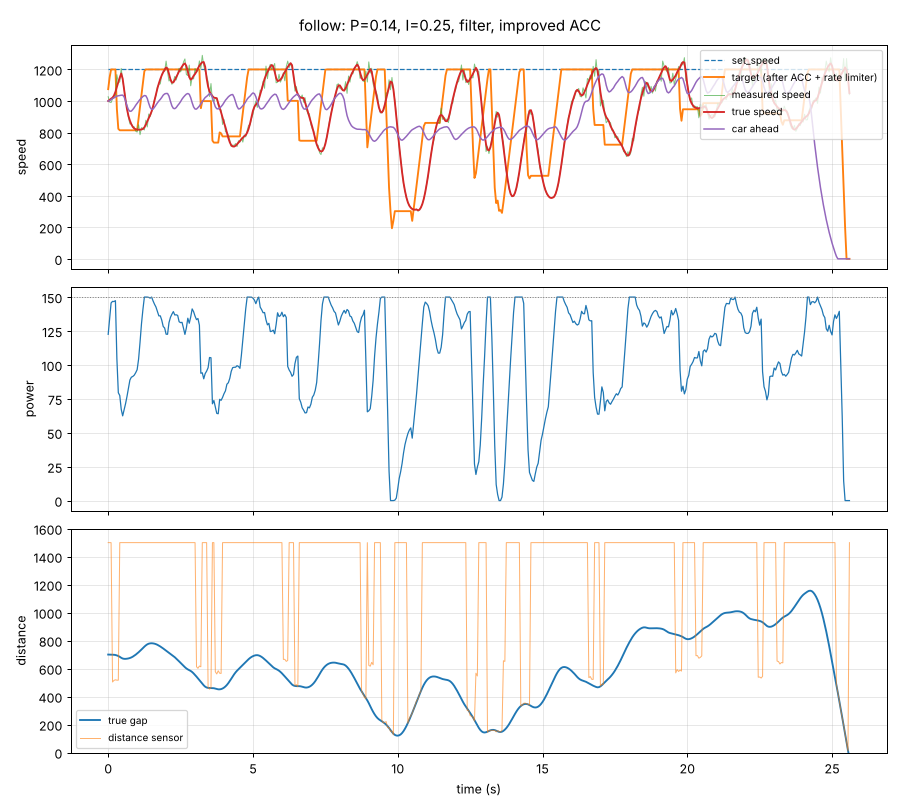 follow: P=0.14, I=0.25, filter, improved ACC
speed
1200
1000
800
600
400
200
0
set_speed
target (after ACC + rate limiter)
measured speed
true speed
car ahead
power
150
125
100
75
50
25
0
distance
1600
1400
1200
1000
800
600
400
200
0
true gap
distance sensor
0 5 10 15 20 25
time (s)